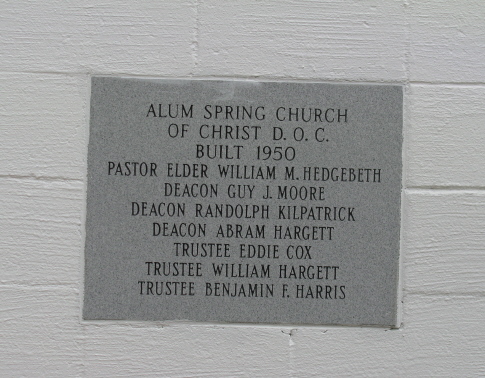 ALUM SPRING CHURCH
OF CHRIST D. O. C.
BUILT 1950
PASTOR ELDER WILLIAM M. HEDGEBETH
DEACON GUY J. MOORE
DEACON RANDOLPH KILPATRICK
DEACON ABRAM HARGETT
TRUSTEE EDDIE COX
TRUSTEE WILLIAM HARGETT
TRUSTEE BENJAMIN F. HARRIS